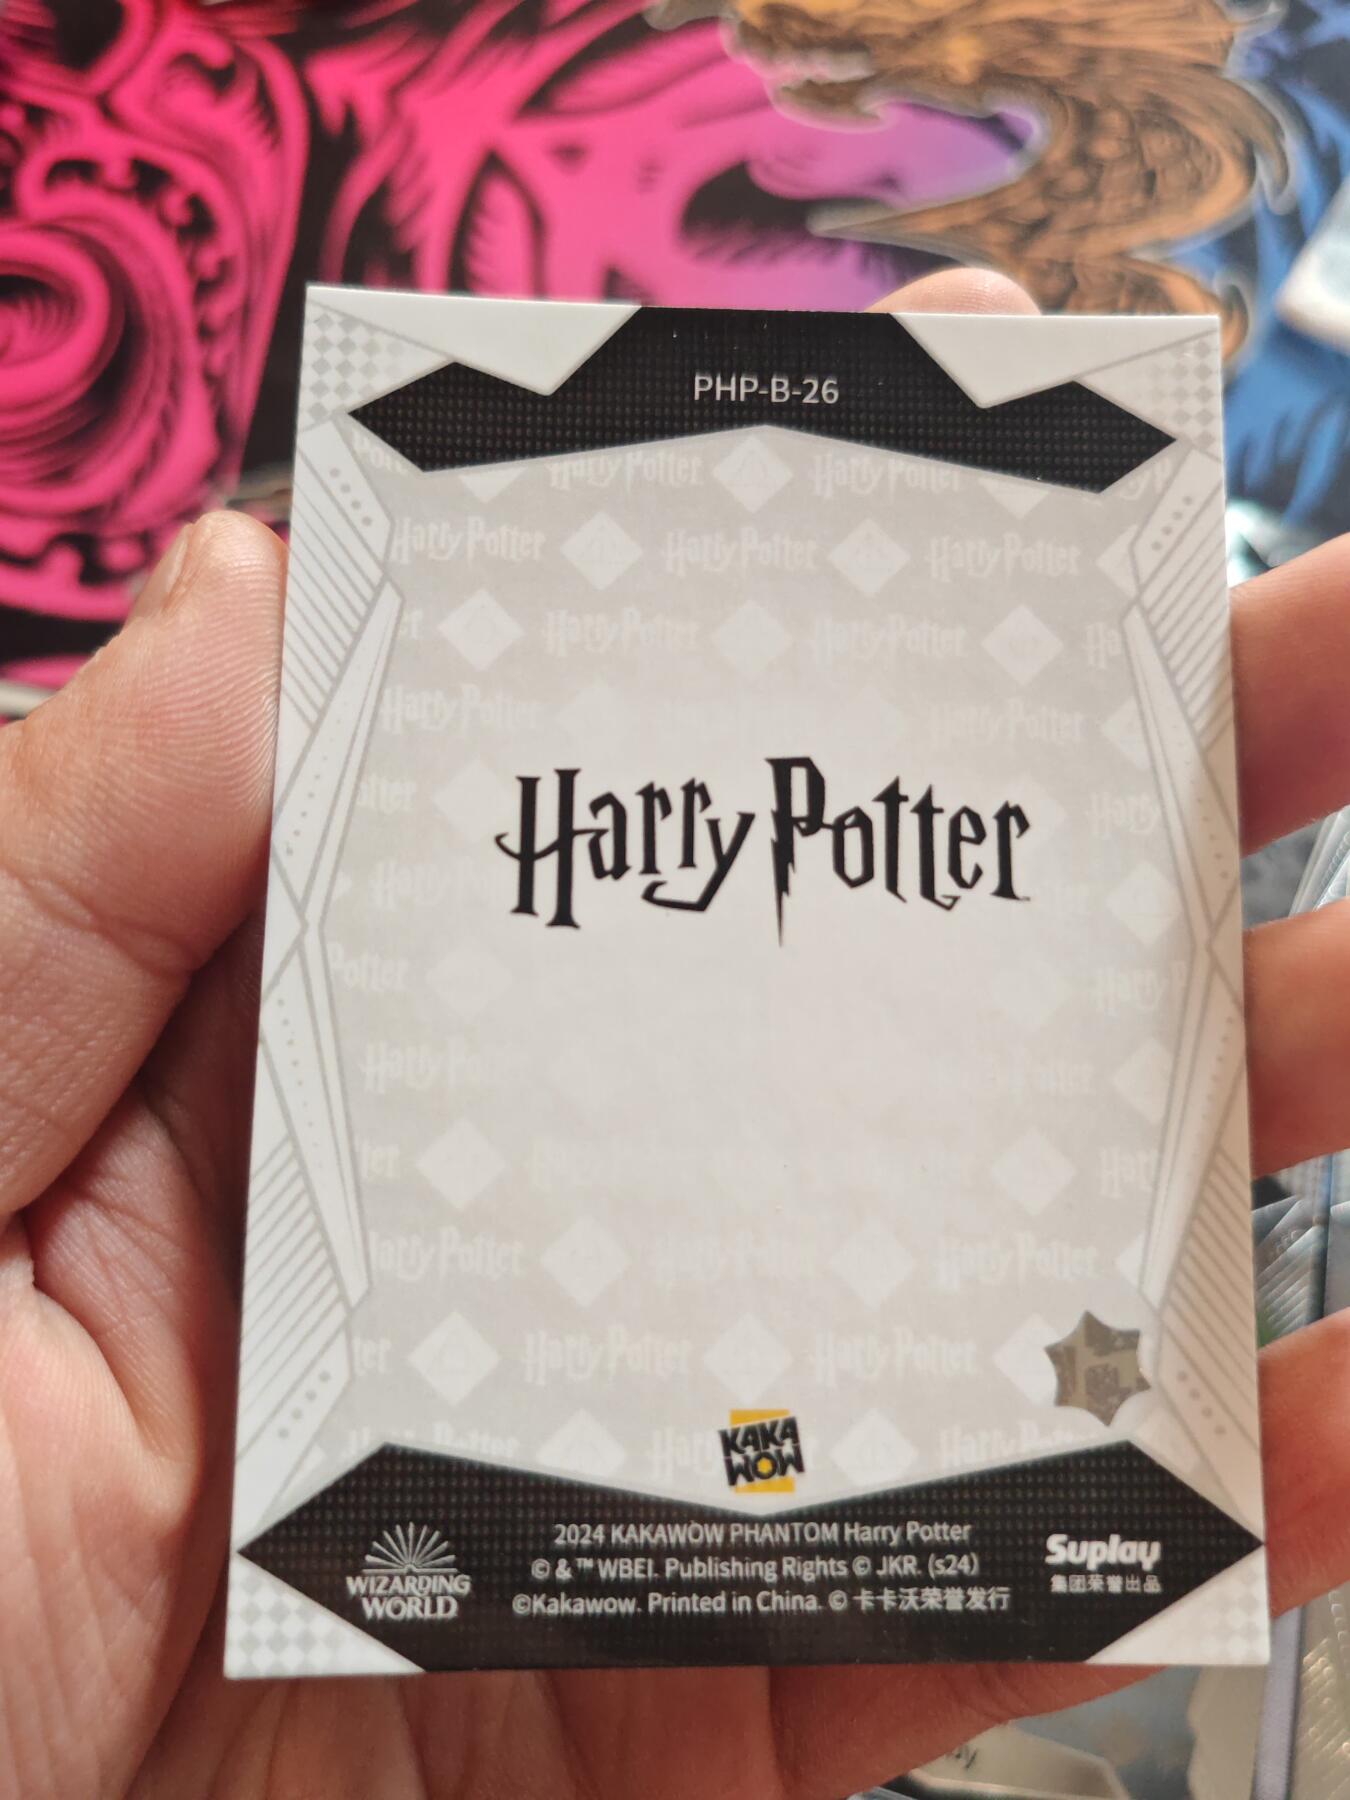 PHP-B-26
Harry Potter
KAKA
WOW
2024 KAKAWOW PHANTOM Harry Potter
© & ™ WBEI. Publishing Rights © JKR. (s24)
©Kakawow. Printed in China. © 卡卡沃荣誉发行
WIZARDING
WORLD
Suplay
集团荣誉出品